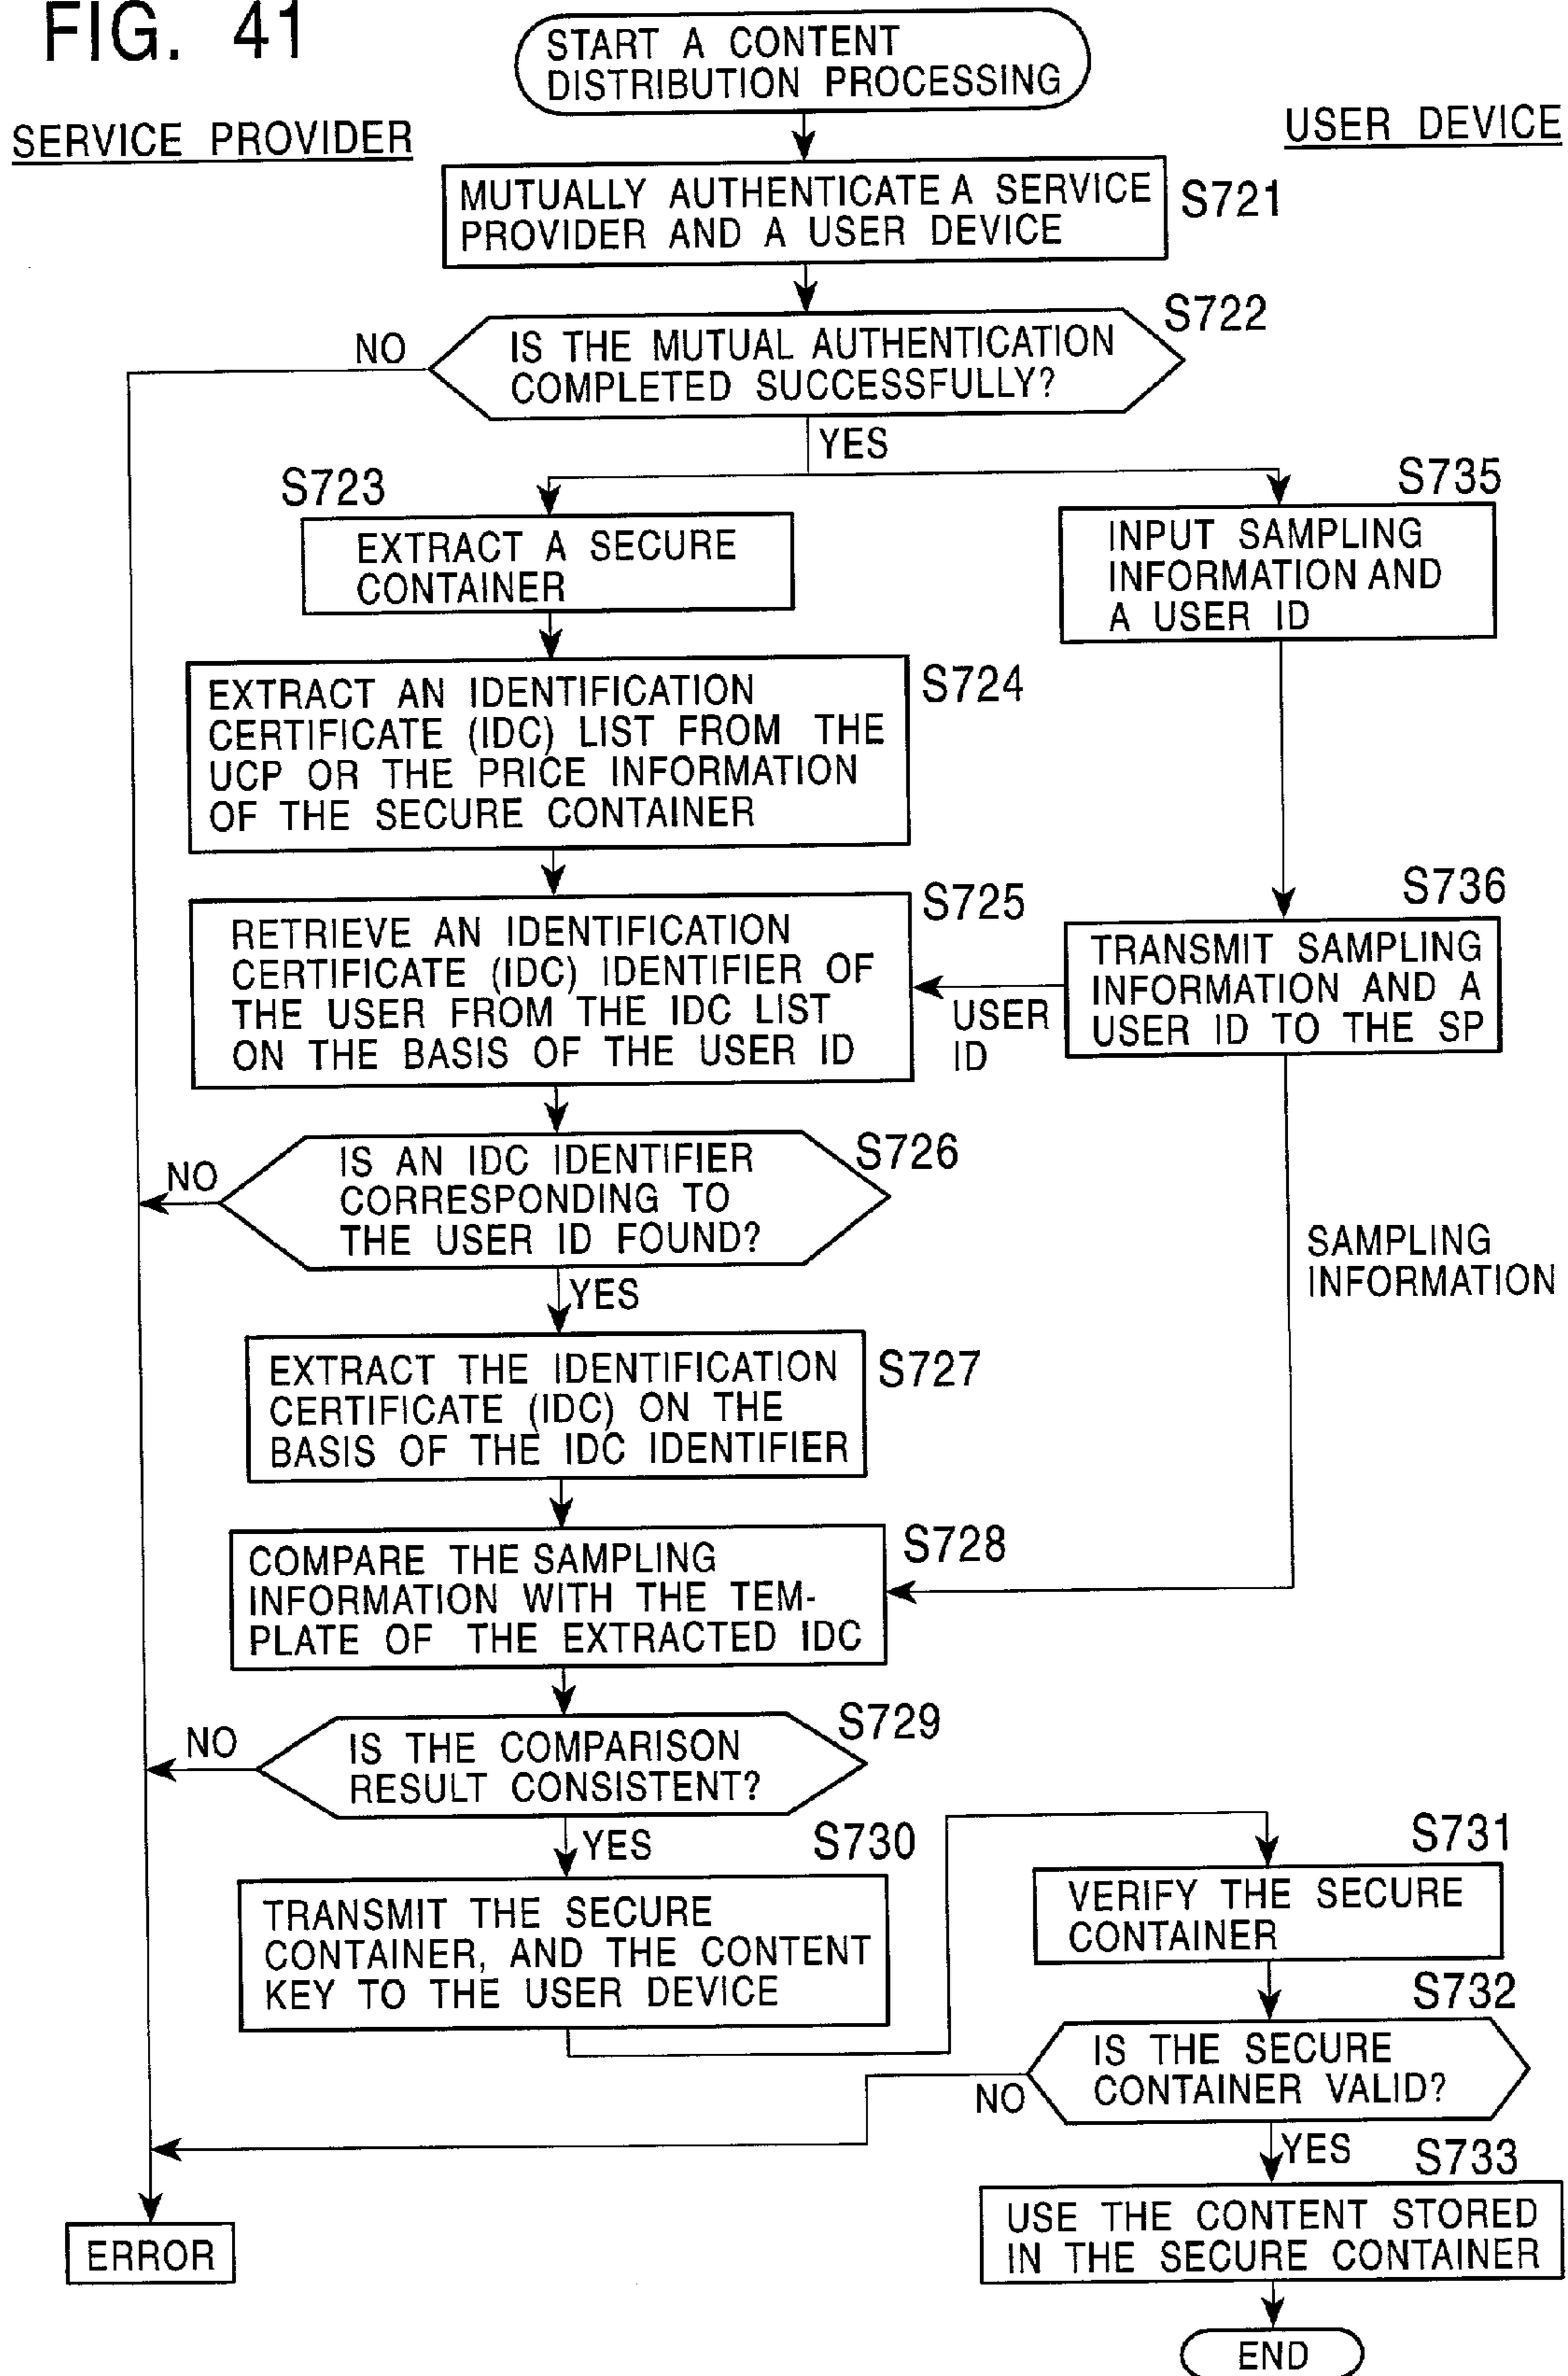 FIG. 41
START A CONTENT
DISTRIBUTION PROCESSING
SERVICE PROVIDER
USER DEVICE
MUTUALLY AUTHENTICATE A SERVICE
PROVIDER AND A USER DEVICE
S721
S722
NO
IS THE MUTUAL AUTHENTICATION
COMPLETED SUCCESSFULLY?
YES
S723
EXTRACT A SECURE
CONTAINER
S735
INPUT SAMPLING
INFORMATION AND
A USER ID
S724
EXTRACT AN IDENTIFICATION
CERTIFICATE (IDC) LIST FROM THE
UCP OR THE PRICE INFORMATION
OF THE SECURE CONTAINER
S725
RETRIEVE AN IDENTIFICATION
CERTIFICATE (IDC) IDENTIFIER OF
THE USER FROM THE IDC LIST
ON THE BASIS OF THE USER ID
USER
ID
S736
TRANSMIT SAMPLING
INFORMATION AND A
USER ID TO THE SP
S726
NO
IS AN IDC IDENTIFIER
CORRESPONDING TO
THE USER ID FOUND?
YES
SAMPLING
INFORMATION
EXTRACT THE IDENTIFICATION
CERTIFICATE (IDC) ON THE
BASIS OF THE IDC IDENTIFIER
S727
COMPARE THE SAMPLING
INFORMATION WITH THE TEM-
PLATE OF THE EXTRACTED IDC
S728
S729
NO
IS THE COMPARISON
RESULT CONSISTENT?
YES
S730
TRANSMIT THE SECURE
CONTAINER, AND THE CONTENT
KEY TO THE USER DEVICE
S731
VERIFY THE SECURE
CONTAINER
S732
IS THE SECURE
CONTAINER VALID?
NO
YES
S733
USE THE CONTENT STORED
IN THE SECURE CONTAINER
ERROR
END